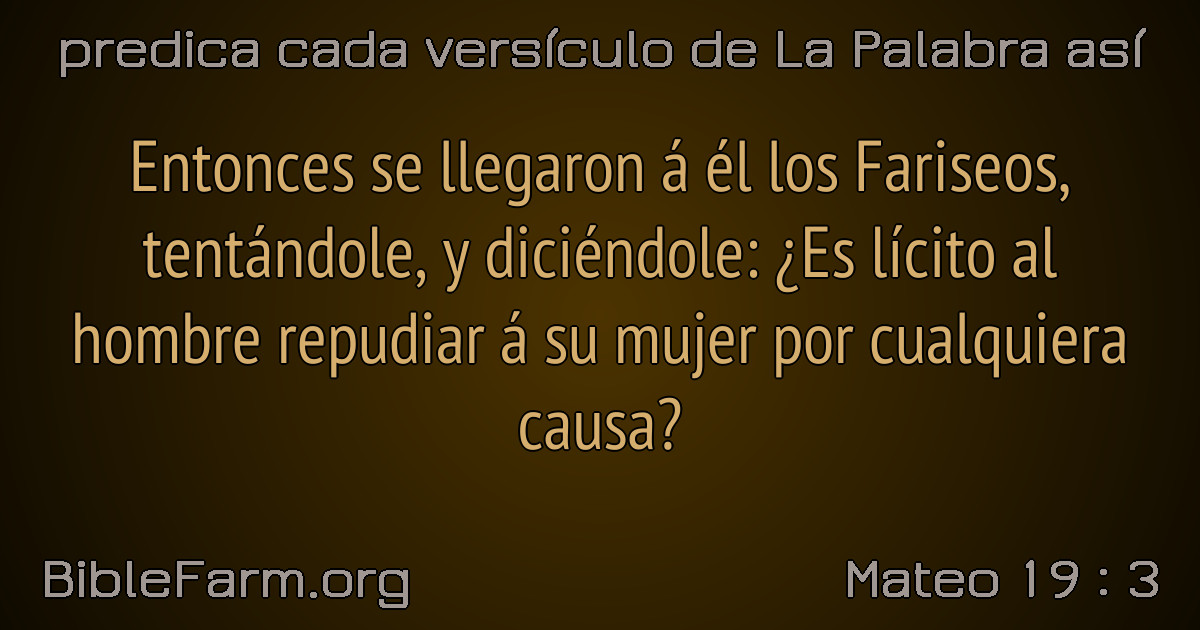 predica cada versículo de La Palabra así
Entonces se llegaron á él los Fariseos,
tentándole, y diciéndole: ¿Es lícito al
hombre repudiar á su mujer por cualquiera
causa?
BibleFarm.org
Mateo 19 : 3